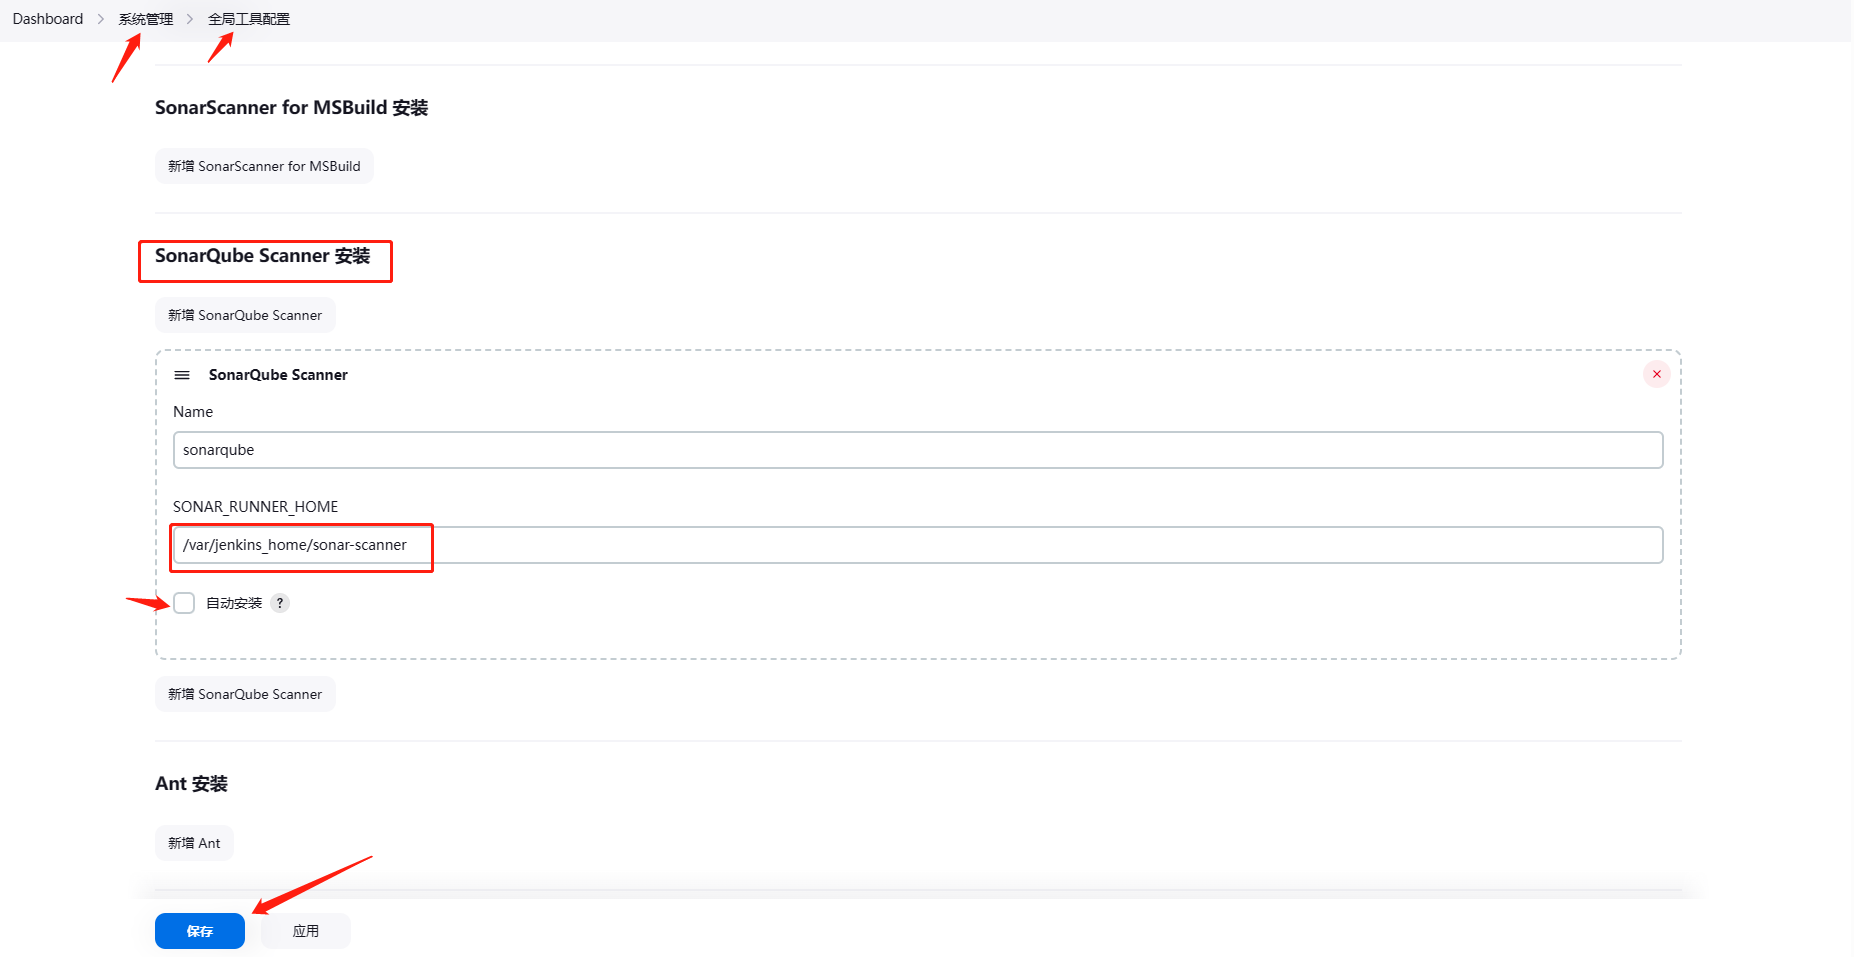 Dashboard > 系统管理 > 全局工具配置
SonarScanner for MSBuild 安装
新增 SonarScanner for MSBuild
SonarQube Scanner 安装
新增 SonarQube Scanner
SonarQube Scanner
Name
sonarqube
SONAR_RUNNER_HOME
/var/jenkins_home/sonar-scanner
自动安装 ?
新增 SonarQube Scanner
Ant 安装
新增 Ant
保存 应用